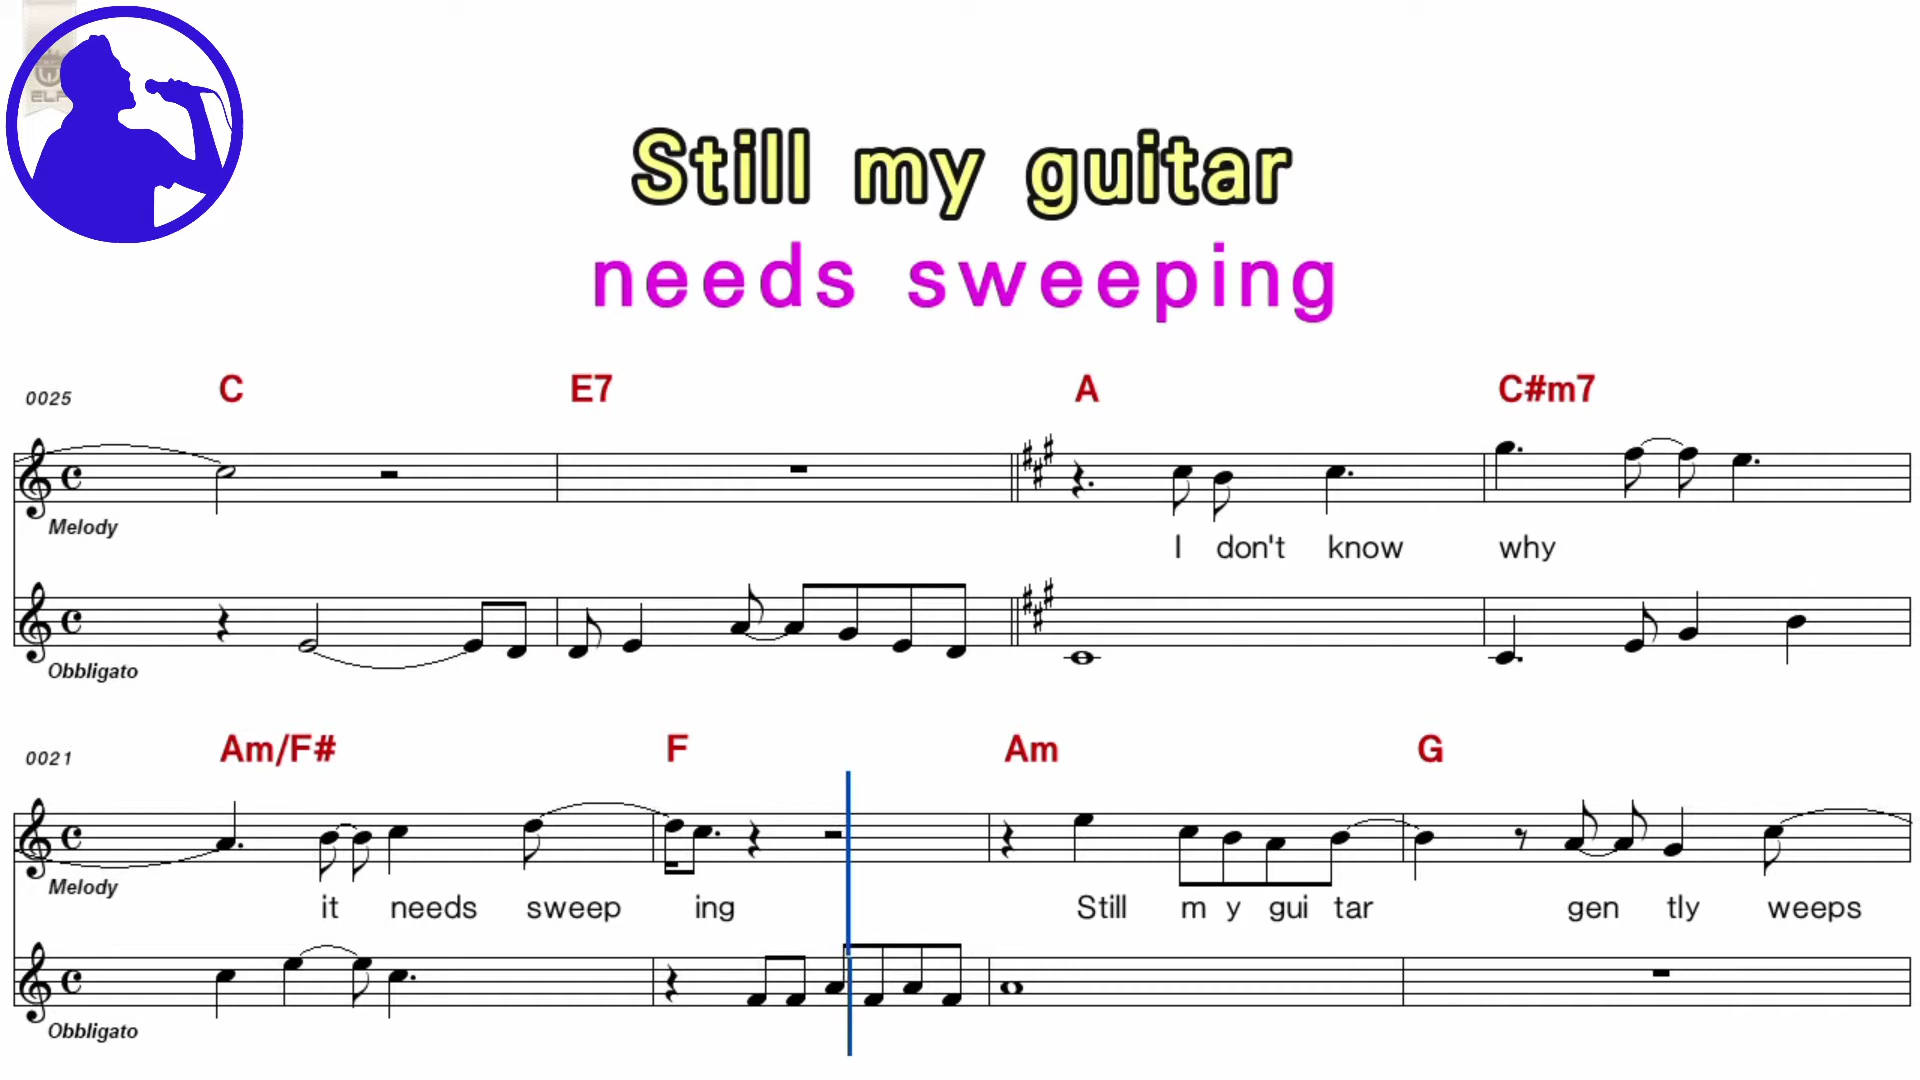 ELF
Still my guitar
needs sweeping
0025 C E7 A C#m7
Melody
I don't know why
Obbligato
0021 Am/F# F Am G
Melody
it needs sweep ing Still m y gui tar gen tly weeps
Obbligato